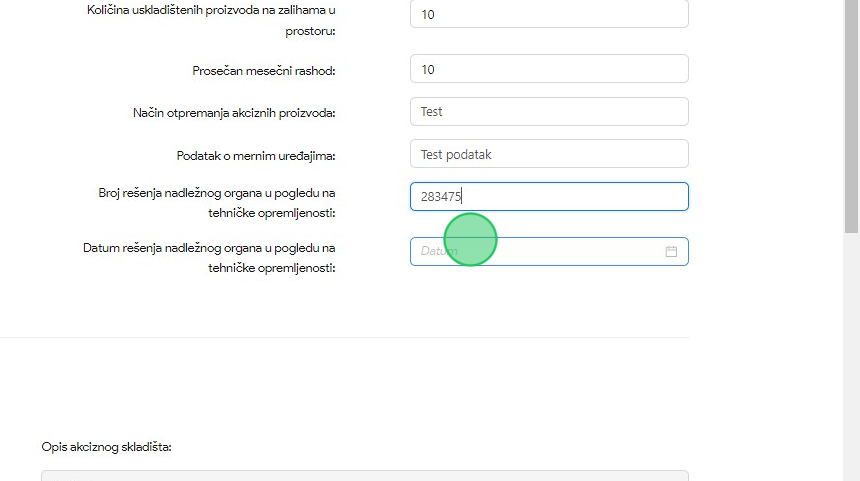 Količina uskladištenih proizvoda na zalihama u
prostoru:
10
Prosečan mesečni rashod:
10
Način otpremanja akciznih proizvoda:
Test
Podatak o mernim uređajima:
Test podatak
Broj rešenja nadležnog organa u pogledu na
tehničke opremljenosti:
283475
Datum rešenja nadležnog organa u pogledu na
tehničke opremljenosti:
Datum
Opis akciznog skladišta: